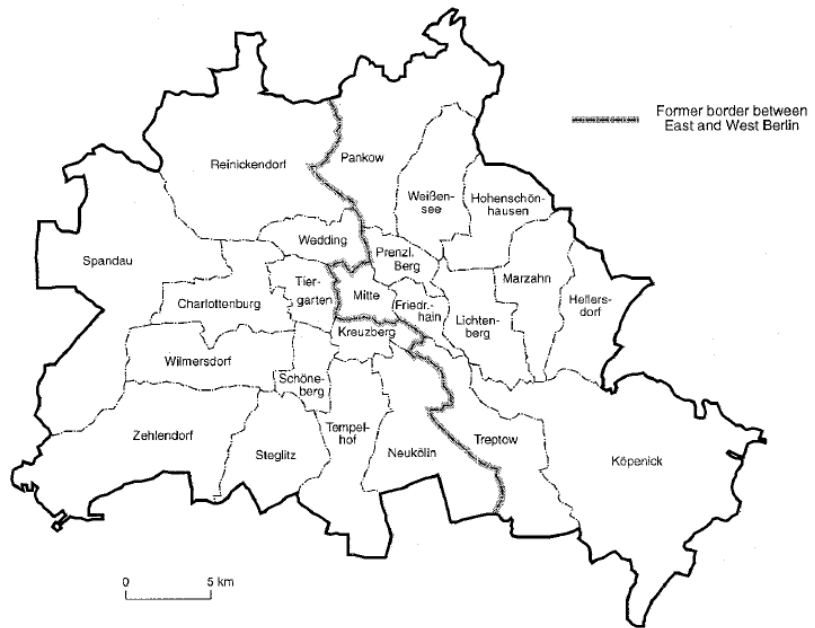 Former border between
East and West Berlin
Reinickendorf
Pankow
Weißen-
see
Hohenschön-
hausen
Spandau
Wedding
Prenzl.
Berg
Marzahn
Hellers-
dorf
Charlottenburg
Tier-
garten
Mitte
Friedr.-
hain
Lichten-
berg
Kreuzberg
Wilmersdorf
Schöne-
berg
Zehlendorf
Steglitz
Tempel-
hof
Neukölln
Treptow
Köpenick
0 5 km